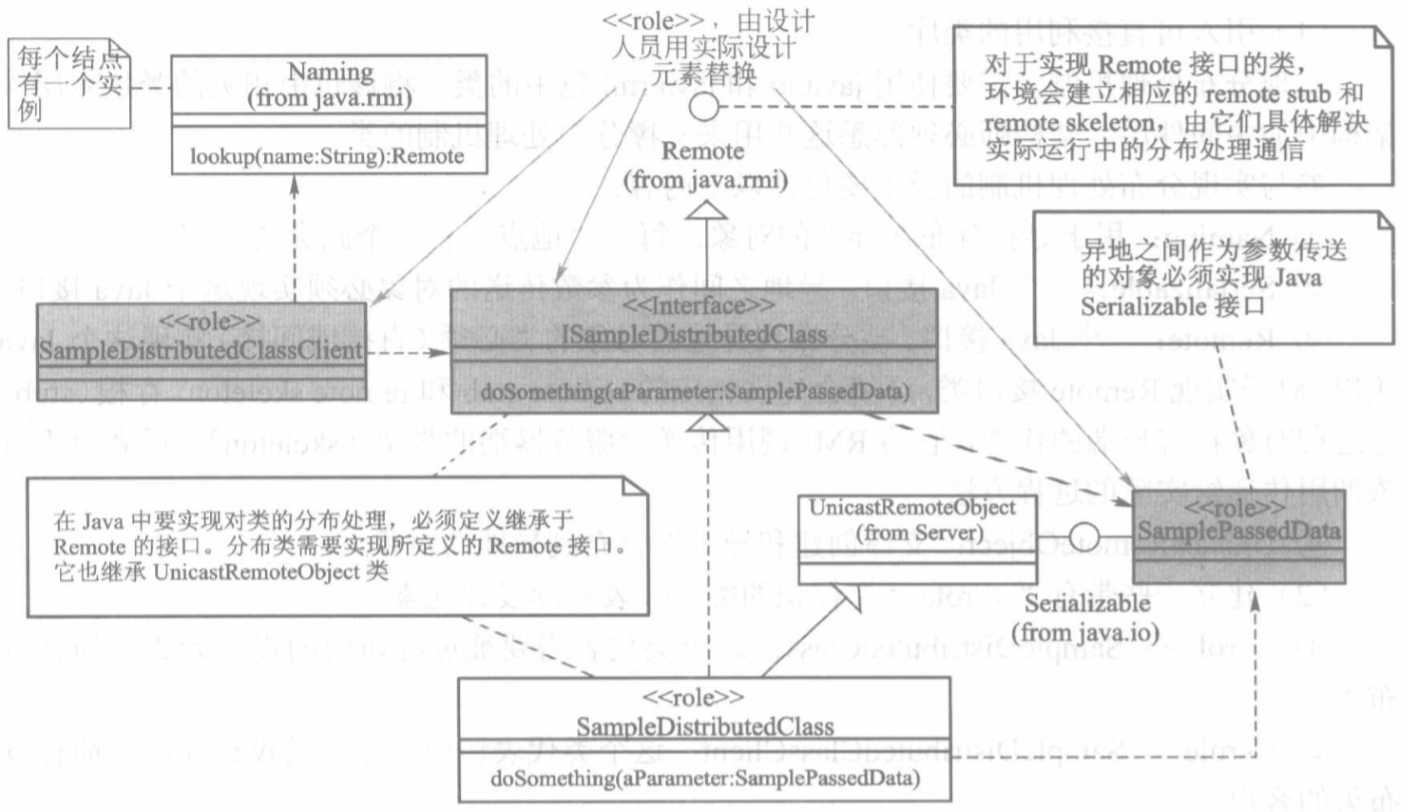 <<role>>，由设计
人员用实际设计
元素替换
每个结点
有一个实
例
Naming
(from java.rmi)
lookup(name:String):Remote
Remote
(from java.rmi)
对于实现 Remote 接口的类，
环境会建立相应的 remote stub 和
remote skeleton，由它们具体解决
实际运行中的分布处理通信
异地之间作为参数传送
的对象必须实现 Java
Serializable 接口
<<role>>
SampleDistributedClassClient
<<Interface>>
ISampleDistributedClass
doSomething(aParameter:SamplePassedData)
在 Java 中要实现对类的分布处理，必须定义继承于
Remote 的接口。分布类需要实现所定义的 Remote 接口。
它也继承 UnicastRemoteObject 类
UnicastRemoteObject
(from Server)
<<role>>
SamplePassedData
Serializable
(from java.io)
<<role>>
SampleDistributedClass
doSomething(aParameter:SamplePassedData)